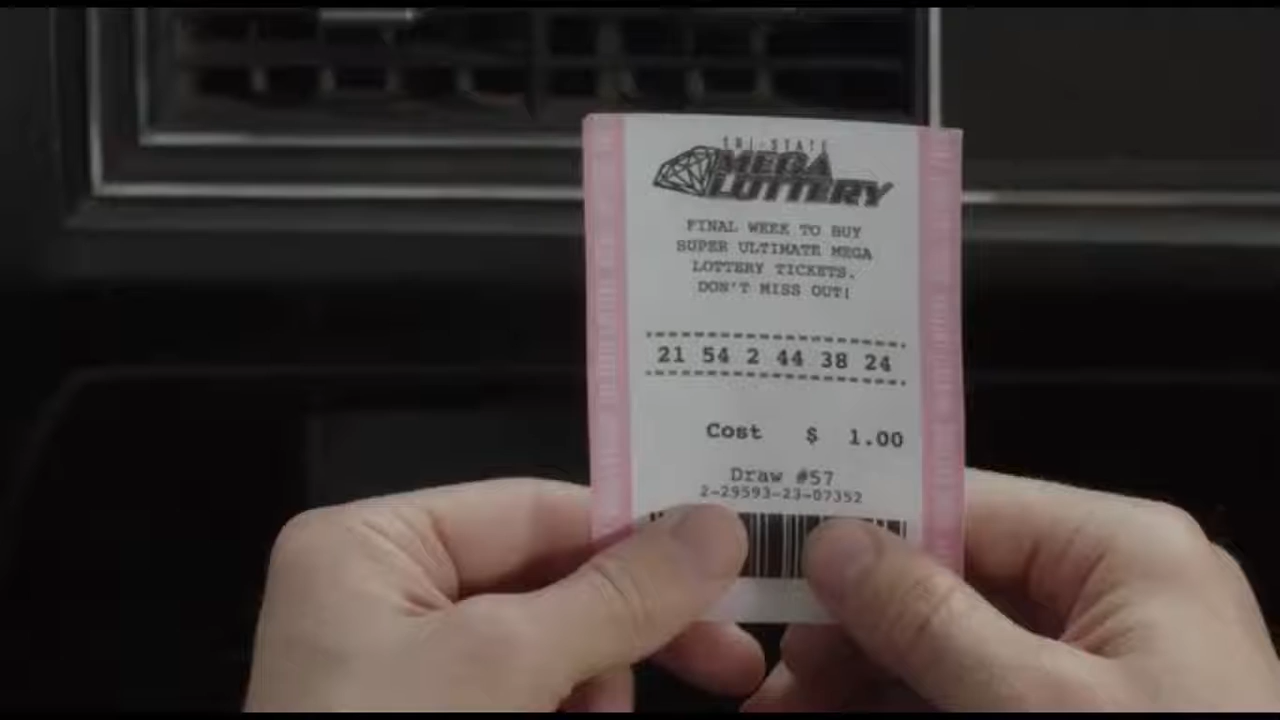 TRI-STATE
MEGA
LOTTERY
FINAL WEEK TO BUY
SUPER ULTIMATE MEGA
LOTTERY TICKETS.
DON'T MISS OUT!
21 54 2 44 38 24
Cost $ 1.00
Draw #57
2-29593-23-07352